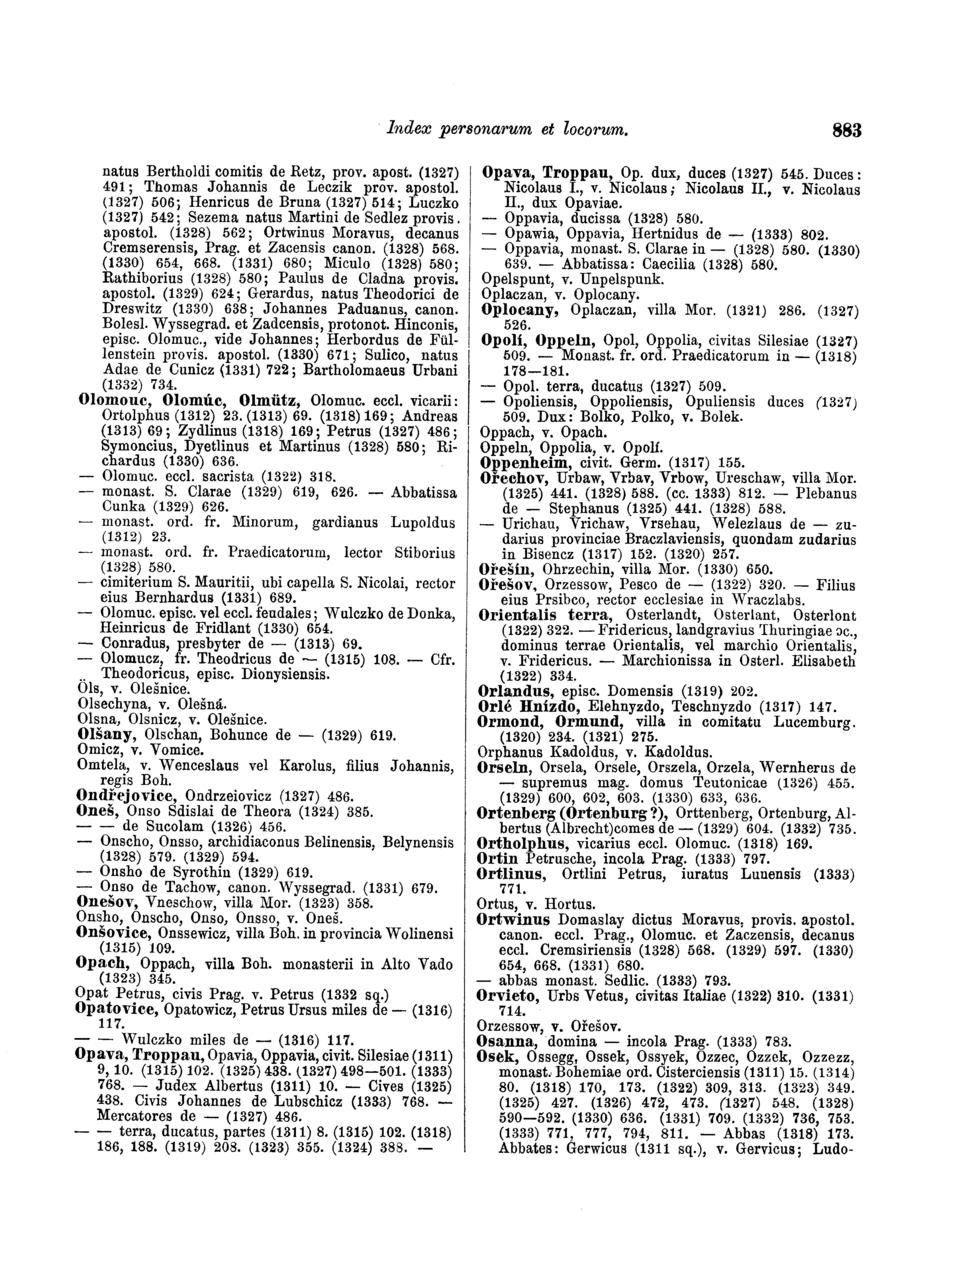 Index personarum et locorum.
883
natus Bertholdi comitis de Retz, prov. apost. (1327)
491; Thomas Johannis de Leczik prov. apostol.
(1327) 506; Henricus de Bruna (1327) 514; Luczko
(1327) 542; Sezema natus Martini de Sedlez provis.
apostol. (1328) 562; Ortwinus Moravus, decanus
Cremserensis, Prag. et Zacensis canon. (1328) 568.
(1330) 654, 668. (1331) 680; Miculo (1328) 580;
Rathiborius (1328) 580; Paulus de Cladna provis.
apostol. (1329) 624; Gerardus, natus Theodorici de
Dreswitz (1330) 638; Johannes Paduanus, canon.
Bolesl. Wyssegrad. et Zadcensis, protonot. Hinconis,
episc. Olomuc., vide Johannes; Herbordus de Fül-
lenstein provis. apostol. (1330) 671; Sulico, natus
Adae de Cunicz (1331) 722; Bartholomaeus Urbani
(1332) 734.
Olomouc, Olomúc, Olmütz, Olomuc. eccl. vicarii:
Ortolphus (1312) 23. (1313) 69. (1318) 169; Andreas
(1313) 69; Zydlinus (1318) 169; Petrus (1327) 486;
Symoncius, Dyetlinus et Martinus (1328) 580; Ri-
chardus (1330) 636.
— Olomuc. eccl. sacrista (1322) 318.
— monast. S. Clarae (1329) 619, 626. — Abbatissa
Cunka (1329) 626.
— monast. ord. fr. Minorum, gardianus Lupoldus
(1312) 23.
— monast. ord. fr. Praedicatorum, lector Stiborius
(1328) 580.
— cimiterium S. Mauritii, ubi capella S. Nicolai, rector
eius Bernhardus (1331) 689.
— Olomuc. episc. vel eccl. feudales; Wulczko de Donka,
Heinricus de Fridlant (1330) 654.
— Conradus, presbyter de — (1313) 69.
— Olomucz, fr. Theodricus de — (1315) 108. — Cfr.
Theodoricus, episc. Dionysiensis.
Öls, v. Olešnice.
Olsechyna, v. Olešná.
Olsna, Olsnicz, v. Olešnice.
Olšany, Olschan, Bohunce de — (1329) 619.
Omicz, v. Vomice.
Omtela, v. Wenceslaus vel Karolus, filius Johannis,
regis Boh.
Ondřejovice, Ondrzeiovicz (1327) 486.
Oneš, Onso Sdislai de Theora (1324) 385.
— — de Sucolam (1326) 456.
— Onscho, Onsso, archidiaconus Belinensis, Belynensis
(1328) 579. (1329) 594.
— Onsho de Syrothin (1329) 619.
— Onso de Tachow, canon. Wyssegrad. (1331) 679.
Onešov, Vneschow, villa Mor. (1323) 358.
Onsho, Onscho, Onso, Onsso, v. Oneš.
Onšovice, Onssewicz, villa Boh. in provincia Wolinensi
(1315) 109.
Opach, Oppach, villa Boh. monasterii in Alto Vado
(1323) 345.
Opat Petrus, civis Prag. v. Petrus (1332 sq.)
Opatovice, Opatowicz, Petrus Ursus miles de — (1316)
117.
— — Wulczko miles de — (1316) 117.
Opava, Troppau, Opavia, Oppavia, civit. Silesiae (1311)
9, 10. (1315) 102. (1325) 438. (1327) 498—501. (1333)
768. — Judex Albertus (1311) 10. — Cives (1325)
438. Civis Johannes de Lubschicz (1333) 768. —
Mercatores de — (1327) 486.
— — terra, ducatus, partes (1311) 8. (1315) 102. (1318)
186, 188. (1319) 208. (1323) 355. (1324) 388. —
Opava, Troppau, Op. dux, duces (1327) 545. Duces:
Nicolaus I., v. Nicolaus; Nicolaus II., v. Nicolaus
II., dux Opaviae.
— Oppavia, ducissa (1328) 580.
— Opawia, Oppavia, Hertnidus de — (1333) 802.
— Oppavia, monast. S. Clarae in — (1328) 580. (1330)
639. — Abbatissa: Caecilia (1328) 580.
Opelspunt, v. Unpelspunk.
Oplaczan, v. Oplocany.
Oplocany, Oplaczan, villa Mor. (1321) 286. (1327)
526.
Opolí, Oppeln, Opol, Oppolia, civitas Silesiae (1327)
509. — Monast. fr. ord. Praedicatorum in — (1318)
178—181.
— Opol. terra, ducatus (1327) 509.
— Opoliensis, Oppoliensis, Opuliensis duces (1327)
509. Dux: Bolko, Polko, v. Bolek.
Oppach, v. Opach.
Oppeln, Oppolia, v. Opolí.
Oppenheim, civit. Germ. (1317) 155.
Ořechov, Urbaw, Vrbav, Vrbow, Ureschaw, villa Mor.
(1325) 441. (1328) 588. (cc. 1333) 812. — Plebanus
de — Stephanus (1325) 441. (1328) 588.
— Urichau, Vrichaw, Vrsehau, Welezlaus de — zu-
darius provinciae Braczlaviensis, quondam zudarius
in Bisencz (1317) 152. (1320) 257.
Ořešín, Ohrzechin, villa Mor. (1330) 650.
Ořešov, Orzessow, Pesco de — (1322) 320. — Filius
eius Prsibco, rector ecclesiae in Wraczlabs.
Orientalis terra, Osterlandt, Osterlant, Osterlont
(1322) 322. — Fridericus, landgravius Thuringiae ɔc.,
dominus terrae Orientalis, vel marchio Orientalis,
v. Fridericus. — Marchionissa in Osterl. Elisabeth
(1322) 334.
Orlandus, episc. Domensis (1319) 202.
Orlé Hnízdo, Elehnyzdo, Teschnyzdo (1317) 147.
Ormond, Ormund, villa in comitatu Lucemburg.
(1320) 234. (1321) 275.
Orphanus Kadoldus, v. Kadoldus.
Orseln, Orsela, Orsele, Orszela, Orzela, Wernherus de
— supremus mag. domus Teutonicae (1326) 455.
(1329) 600, 602, 603. (1330) 633, 636.
Ortenberg (Ortenburg?), Orttenberg, Ortenburg, Al-
bertus (Albrecht) comes de — (1329) 604. (1332) 735.
Ortholphus, vicarius eccl. Olomuc. (1318) 169.
Ortin Petrusche, incola Prag. (1333) 797.
Ortlinus, Ortlini Petrus, iuratus Lunensis (1333)
771.
Ortus, v. Hortus.
Ortwinus Domaslay dictus Moravus, provis. apostol.
canon. eccl. Prag., Olomuc. et Zaczensis, decanus
eccl. Cremsiriensis (1328) 568. (1329) 597. (1330)
654, 668. (1331) 680.
— abbas monast. Sedlic. (1333) 793.
Orvieto, Urbs Vetus, civitas Italiae (1322) 310. (1331)
714.
Orzessow, v. Ořešov.
Osanna, domina — incola Prag. (1333) 783.
Osek, Ossegg, Ossek, Ossyek, Ozzec, Ozzek, Ozzezz,
monast. Bohemiae ord. Cisterciensis (1311) 15. (1314)
80. (1318) 170, 173. (1322) 309, 313. (1323) 349.
(1325) 427. (1326) 472, 473. (1327) 548. (1328)
590—592. (1330) 636. (1331) 709. (1332) 736, 753.
(1333) 771, 777, 794, 811. — Abbas (1318) 173.
Abbates: Gerwicus (1311 sq.), v. Gervicus; Ludo-